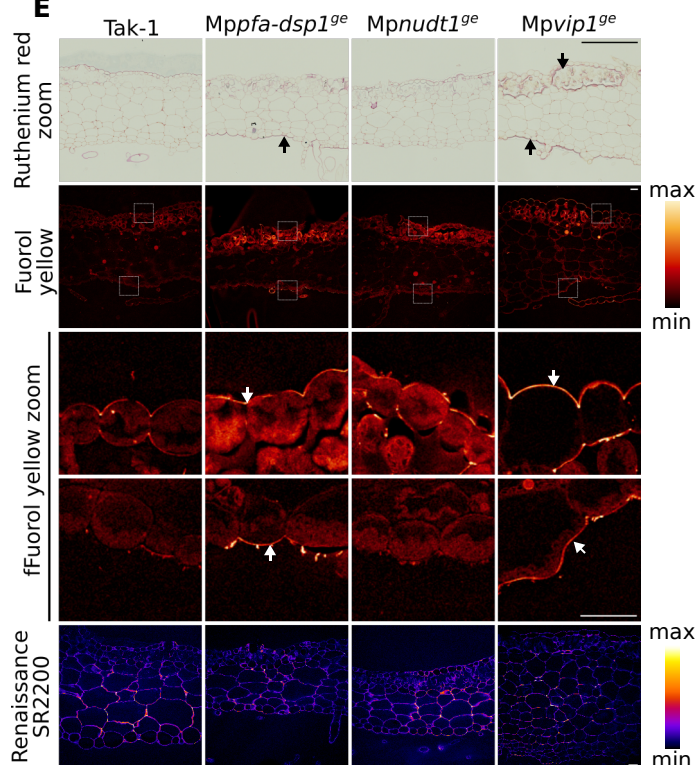 E
Tak-1 Mppfa-dsp1ge Mpnudt1ge Mpvip1ge
Ruthenium red
zoom
Fuorol
yellow
max
min
fFuorol yellow zoom
Renaissance
SR2200
max
min